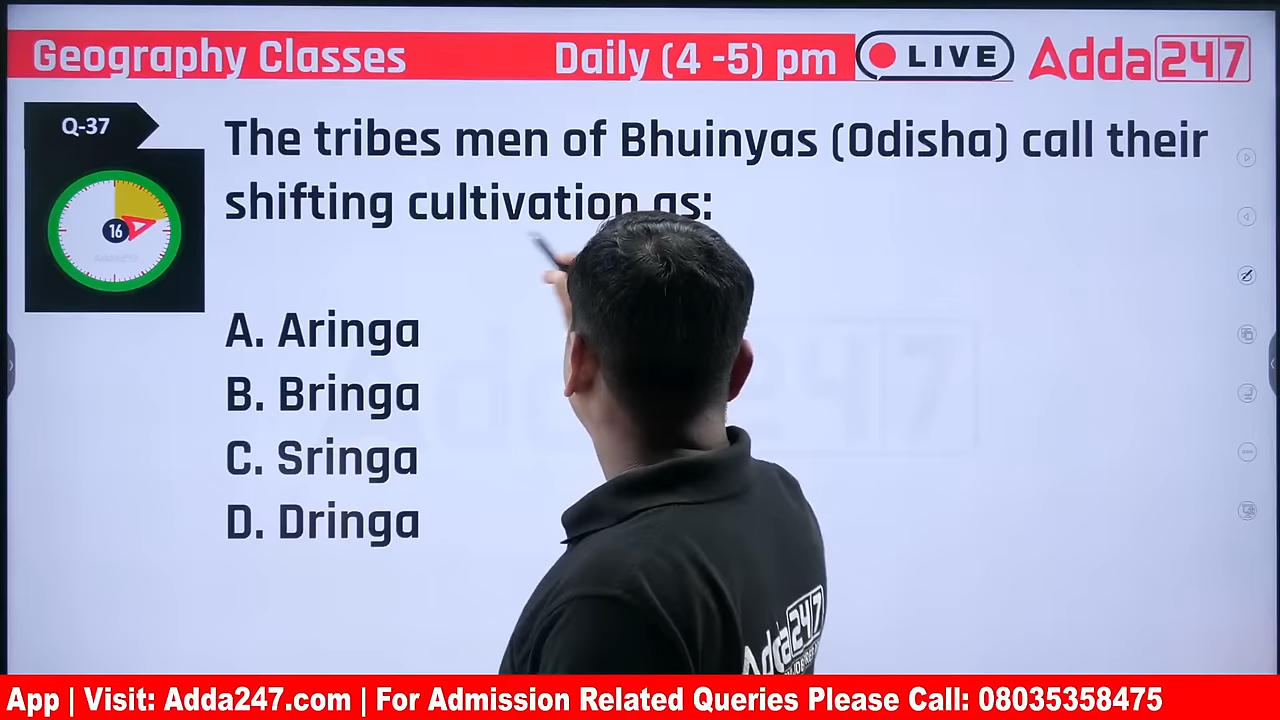 Geography Classes Daily (4 -5) pm LIVE Adda247
Q-37
The tribes men of Bhuinyas (Odisha) call their
shifting cultivation as:
16
A. Aringa
B. Bringa
C. Sringa
D. Dringa
Adda247
App | Visit: Adda247.com | For Admission Related Queries Please Call: 08035358475